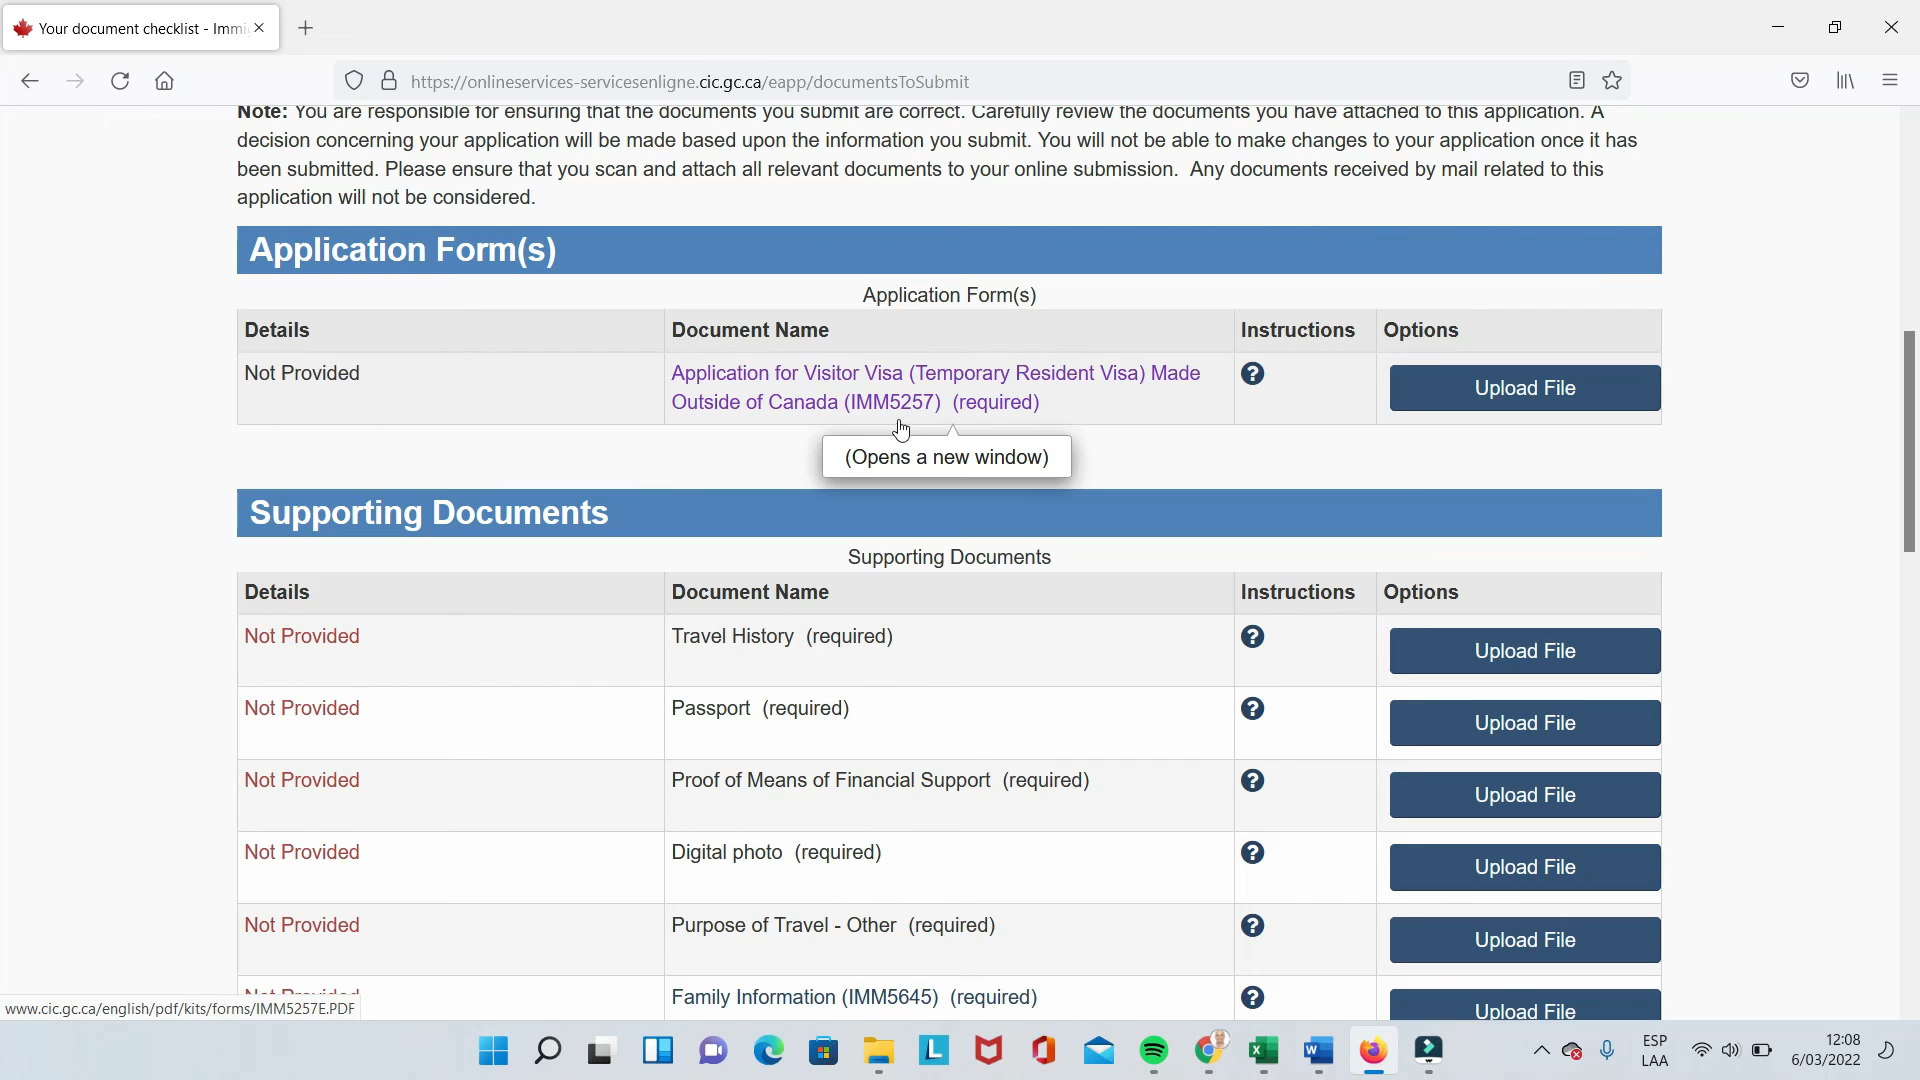 Your document checklist - Immi
https://onlineservices-servicesenligne.cic.gc.ca/eapp/documentsToSubmit
Note: You are responsible for ensuring that the documents you submit are correct. Carefully review the documents you have attached to this application. A
decision concerning your application will be made based upon the information you submit. You will not be able to make changes to your application once it has
been submitted. Please ensure that you scan and attach all relevant documents to your online submission. Any documents received by mail related to this
application will not be considered.
Application Form(s)
Application Form(s)
Details Document Name Instructions Options
Not Provided Application for Visitor Visa (Temporary Resident Visa) Made ? Upload File
Outside of Canada (IMM5257) (required)
(Opens a new window)
Supporting Documents
Supporting Documents
Details Document Name Instructions Options
Not Provided Travel History (required) ? Upload File
Not Provided Passport (required) ? Upload File
Not Provided Proof of Means of Financial Support (required) ? Upload File
Not Provided Digital photo (required) ? Upload File
Not Provided Purpose of Travel - Other (required) ? Upload File
Not Provided Family Information (IMM5645) (required) ? Upload File
www.cic.gc.ca/english/pdf/kits/forms/IMM5257E.PDF
ESP 12:08
LAA 6/03/2022